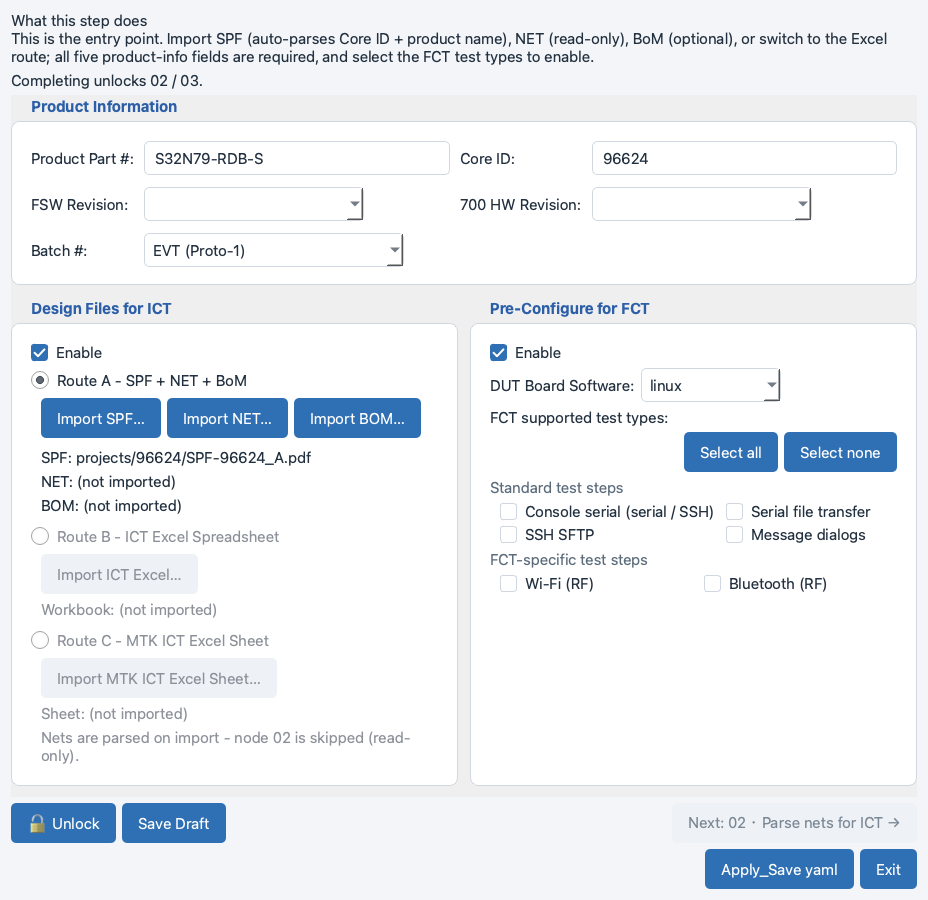 What this step does
This is the entry point. Import SPF (auto-parses Core ID + product name), NET (read-only), BoM (optional), or switch to the Excel
route; all five product-info fields are required, and select the FCT test types to enable.
Completing unlocks 02 / 03.
Product Information
Product Part #: S32N79-RDB-S Core ID: 96624
FSW Revision: 700 HW Revision:
Batch #: EVT (Proto-1)
Design Files for ICT
Enable
Route A - SPF + NET + BoM
Import SPF... Import NET... Import BOM...
SPF: projects/96624/SPF-96624_A.pdf
NET: (not imported)
BOM: (not imported)
Route B - ICT Excel Spreadsheet
Import ICT Excel...
Workbook: (not imported)
Route C - MTK ICT Excel Sheet
Import MTK ICT Excel Sheet...
Sheet: (not imported)
Nets are parsed on import - node 02 is skipped (read-
only).
Pre-Configure for FCT
Enable
DUT Board Software: linux
FCT supported test types:
Select all Select none
Standard test steps
Console serial (serial / SSH) Serial file transfer
SSH SFTP Message dialogs
FCT-specific test steps
Wi-Fi (RF) Bluetooth (RF)
Unlock Save Draft Next: 02 · Parse nets for ICT →
Apply_Save yaml Exit